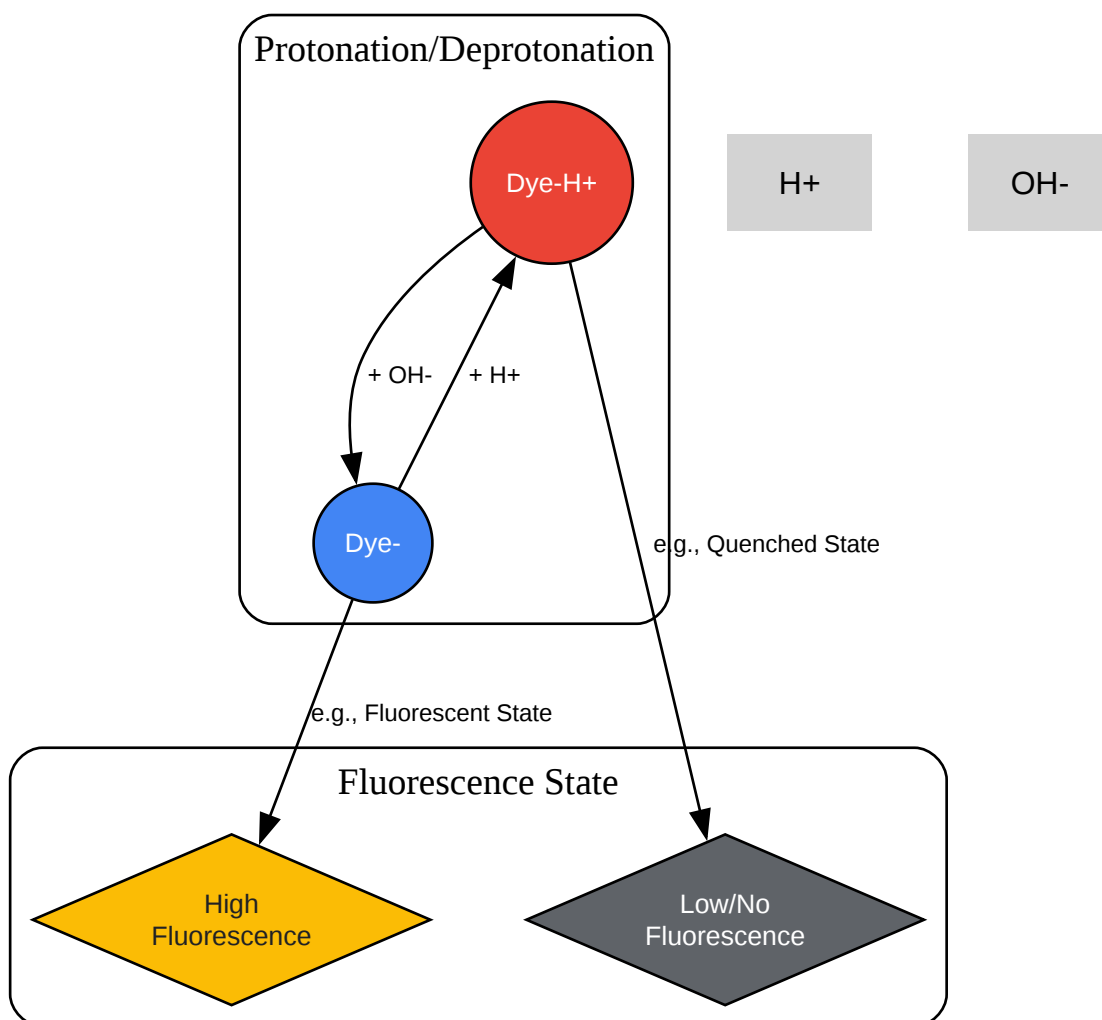 Protonation/Deprotonation
Dye-H+
H+
OH-
+ OH-
+ H+
Dye-
e.g., Quenched State
e.g., Fluorescent State
Fluorescence State
High
Fluorescence
Low/No
Fluorescence